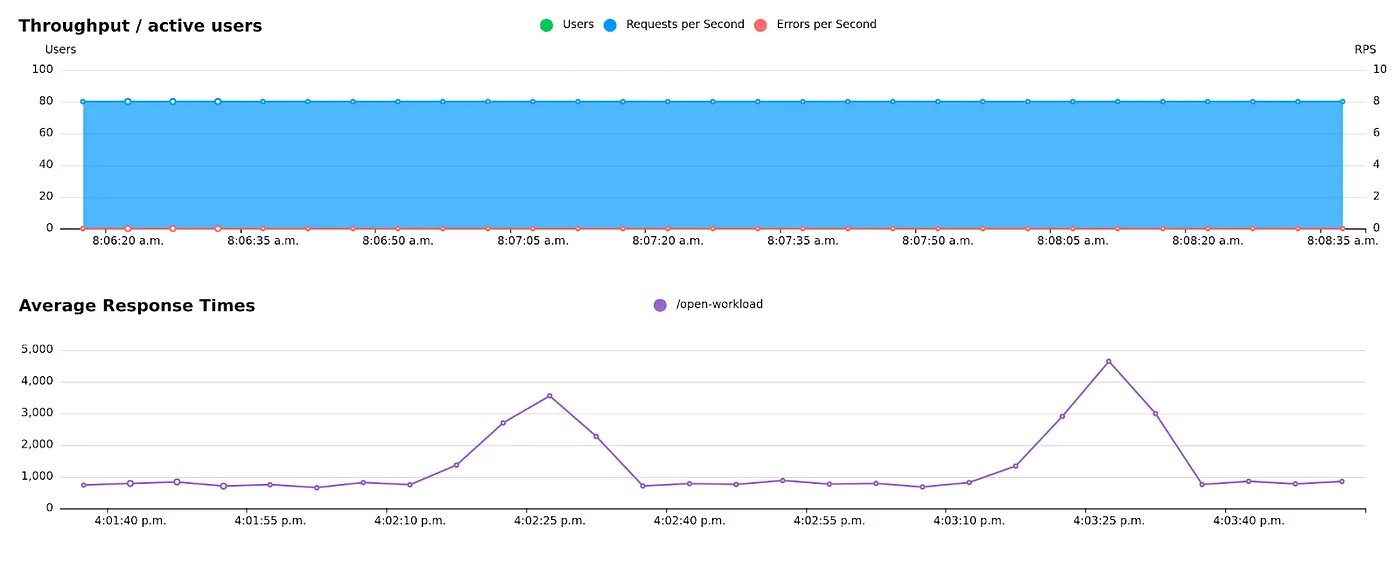 Throughput / active users
Users Requests per Second Errors per Second
Users RPS
100 10
80 8
60 6
40 4
20 2
0 0
8:06:20 a.m. 8:06:35 a.m. 8:06:50 a.m. 8:07:05 a.m. 8:07:20 a.m. 8:07:35 a.m. 8:07:50 a.m. 8:08:05 a.m. 8:08:20 a.m. 8:08:35 a.m.
Average Response Times
/open-workload
5,000
4,000
3,000
2,000
1,000
0
4:01:40 p.m. 4:01:55 p.m. 4:02:10 p.m. 4:02:25 p.m. 4:02:40 p.m. 4:02:55 p.m. 4:03:10 p.m. 4:03:25 p.m. 4:03:40 p.m.